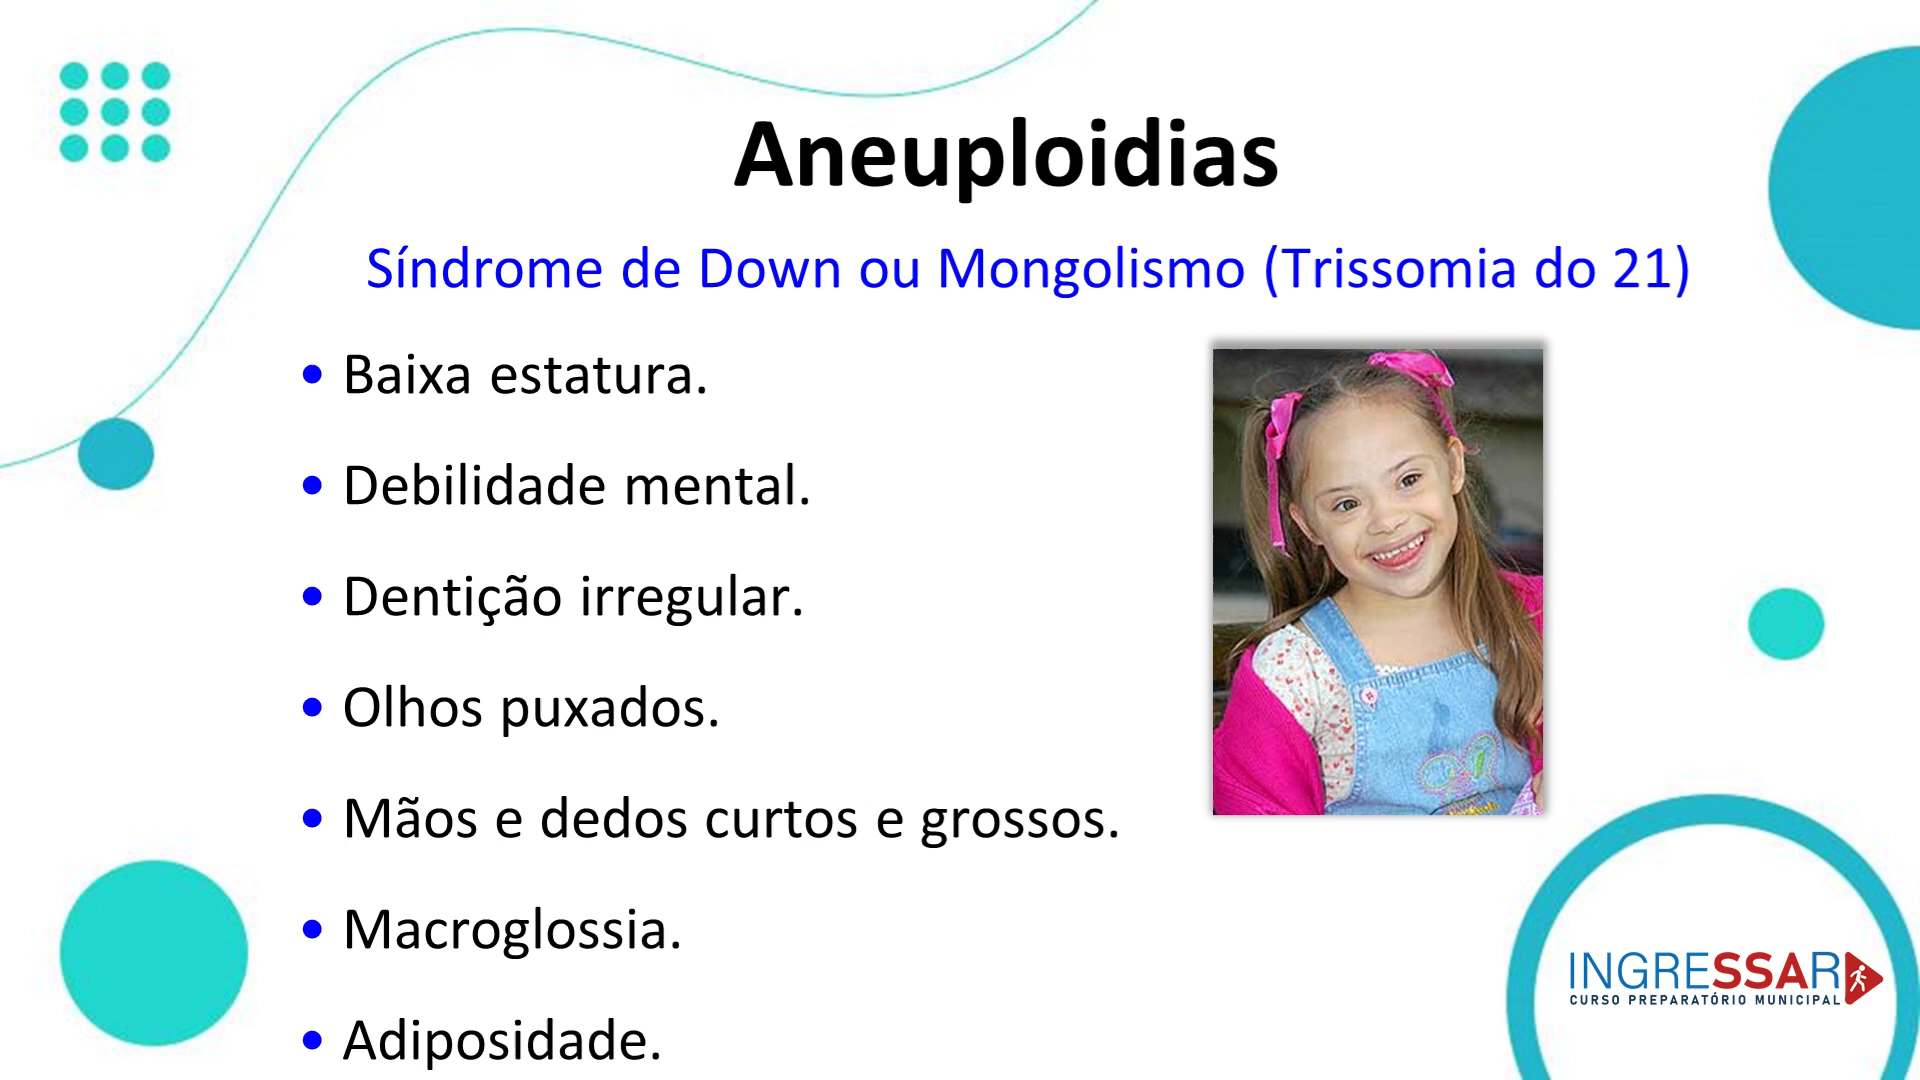 Aneuploidias
Síndrome de Down ou Mongolismo (Trissomia do 21)
• Baixa estatura.
• Debilidade mental.
• Dentição irregular.
• Olhos puxados.
• Mãos e dedos curtos e grossos.
• Macroglossia.
• Adiposidade.
INGRESSAR
CURSO PREPARATÓRIO MUNICIPAL